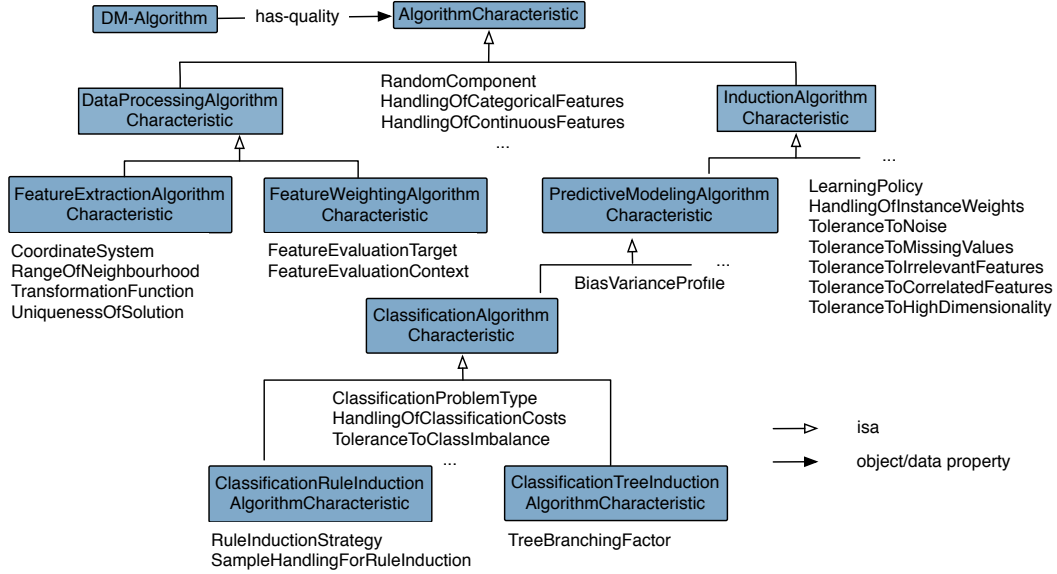 DM-Algorithm
has-quality
AlgorithmCharacteristic
RandomComponent
HandlingOfCategoricalFeatures
HandlingOfContinuousFeatures
...
DataProcessingAlgorithm
Characteristic
InductionAlgorithm
Characteristic
...
FeatureExtractionAlgorithm
Characteristic
FeatureWeightingAlgorithm
Characteristic
PredictiveModelingAlgorithm
Characteristic
LearningPolicy
HandlingOfInstanceWeights
ToleranceToNoise
ToleranceToMissingValues
ToleranceToIrrelevantFeatures
ToleranceToCorrelatedFeatures
ToleranceToHighDimensionality
CoordinateSystem
RangeOfNeighbourhood
TransformationFunction
UniquenessOfSolution
FeatureEvaluationTarget
FeatureEvaluationContext
...
BiasVarianceProfile
ClassificationAlgorithm
Characteristic
ClassificationProblemType
HandlingOfClassificationCosts
ToleranceToClassImbalance
...
isa
object/data property
ClassificationRuleInduction
AlgorithmCharacteristic
ClassificationTreeInduction
AlgorithmCharacteristic
RuleInductionStrategy
SampleHandlingForRuleInduction
TreeBranchingFactor